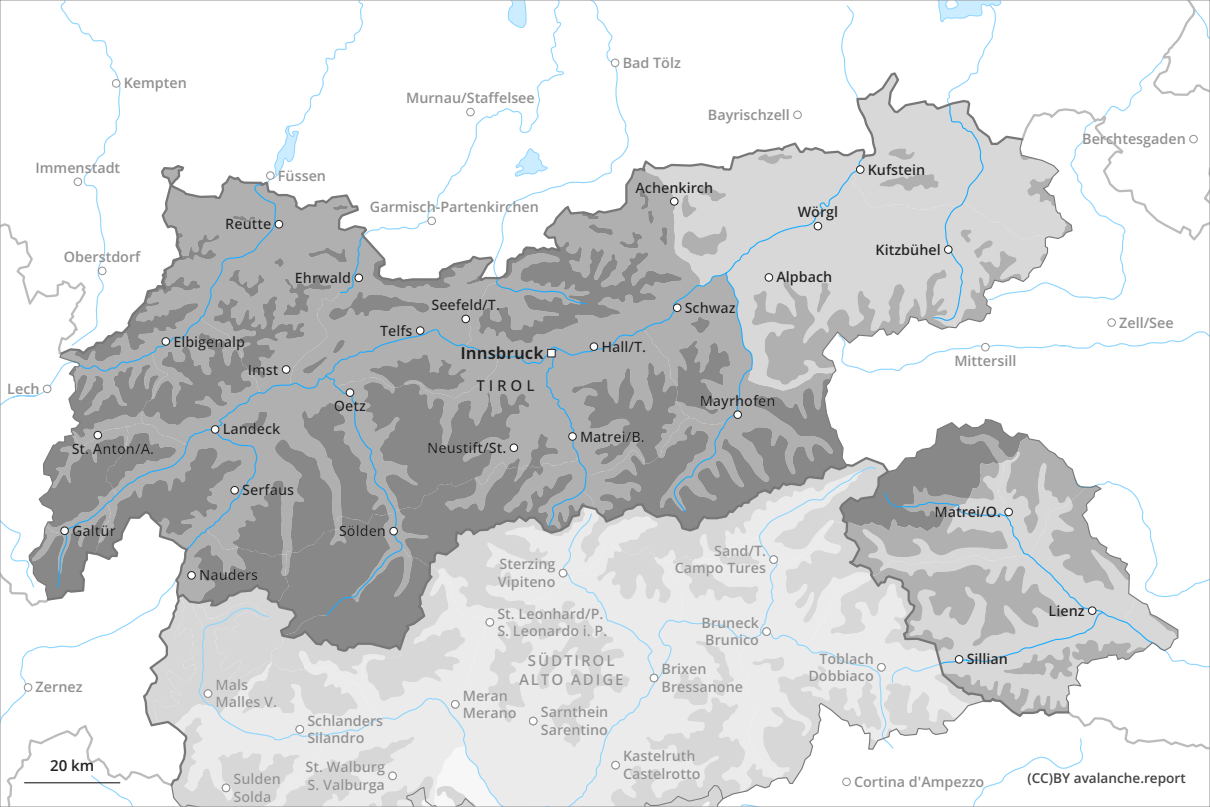 Kempten
Bad Tölz
Murnau/Staffelsee
Bayrischzell
Berchtesgaden
Immenstadt
Füssen
Kufstein
Achenkirch
Garmisch-Partenkirchen
Wörgl
Reutte
Kitzbühel
Oberstdorf
Ehrwald
Alpbach
Seefeld/T.
Schwaz
Zell/See
Telfs
Elbigenalp
Innsbruck
Hall/T.
Mittersill
Imst
TIROL
Lech
Oetz
Mayrhofen
Landeck
Matrei/B.
St. Anton/A.
Neustift/St.
Serfaus
Matrei/O.
Galtür
Sölden
Sand/T.
Campo Tures
Sterzing
Vipiteno
Nauders
Lienz
St. Leonhard/P.
S. Leonardo i. P.
Bruneck
Brunico
SÜDTIROL
ALTO ADIGE
Sillian
Toblach
Dobbiaco
Brixen
Bressanone
Zernez
Mals
Malles V.
Meran
Merano
Sarnthein
Sarentino
Schlanders
Silandro
Kastelruth
Castelrotto
20 km
St. Walburg
S. Valburga
Sulden
Solda
Cortina d'Ampezzo
(CC)BY avalanche.report